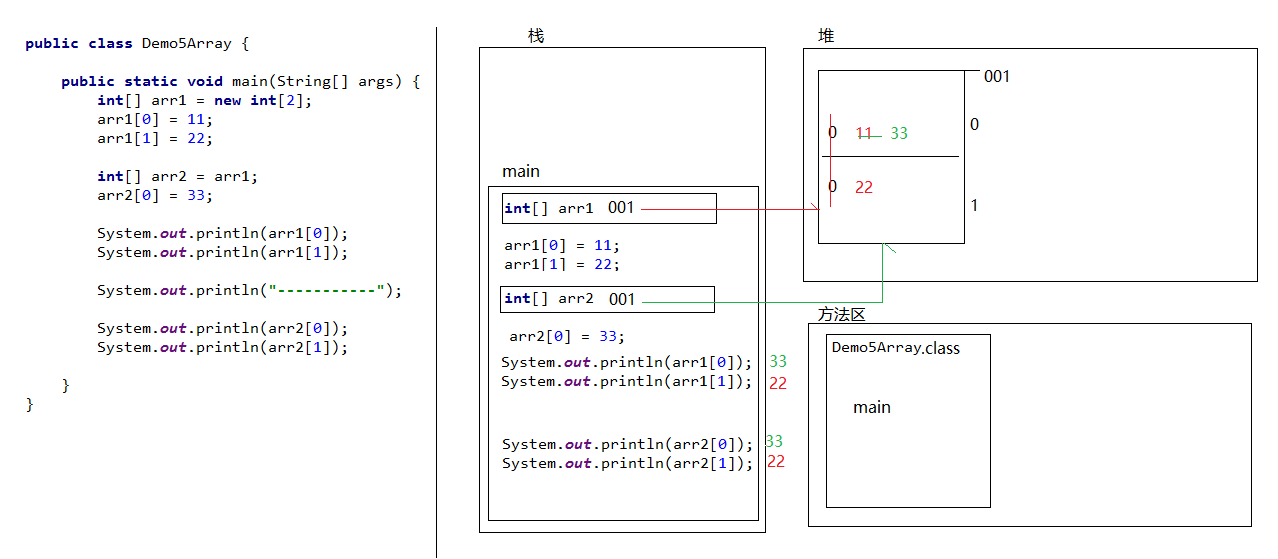 public class Demo5Array {
public static void main(String[] args) {
int[] arr1 = new int[2];
arr1[0] = 11;
arr1[1] = 22;
int[] arr2 = arr1;
arr2[0] = 33;
System.out.println(arr1[0]);
System.out.println(arr1[1]);
System.out.println("-----------");
System.out.println(arr2[0]);
System.out.println(arr2[1]);
}
}
栈
main
int[] arr1 001
arr1[0] = 11;
arr1[1] = 22;
int[] arr2 001
arr2[0] = 33;
System.out.println(arr1[0]); 33
System.out.println(arr1[1]); 22
System.out.println(arr2[0]); 33
System.out.println(arr2[1]); 22
堆
001
0 11 33 0
0 22
1
方法区
Demo5Array.class
main